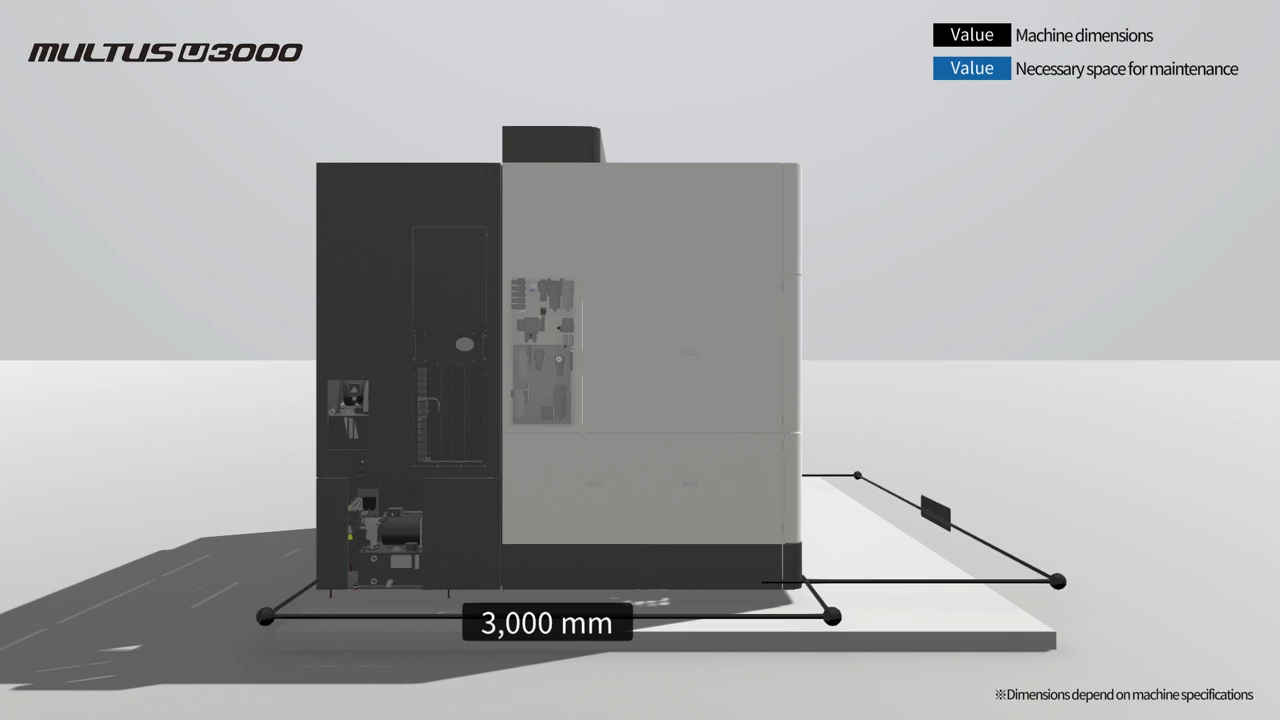 MULTUS U3000
Value Machine dimensions
Value Necessary space for maintenance
3,000 mm
※Dimensions depend on machine specifications